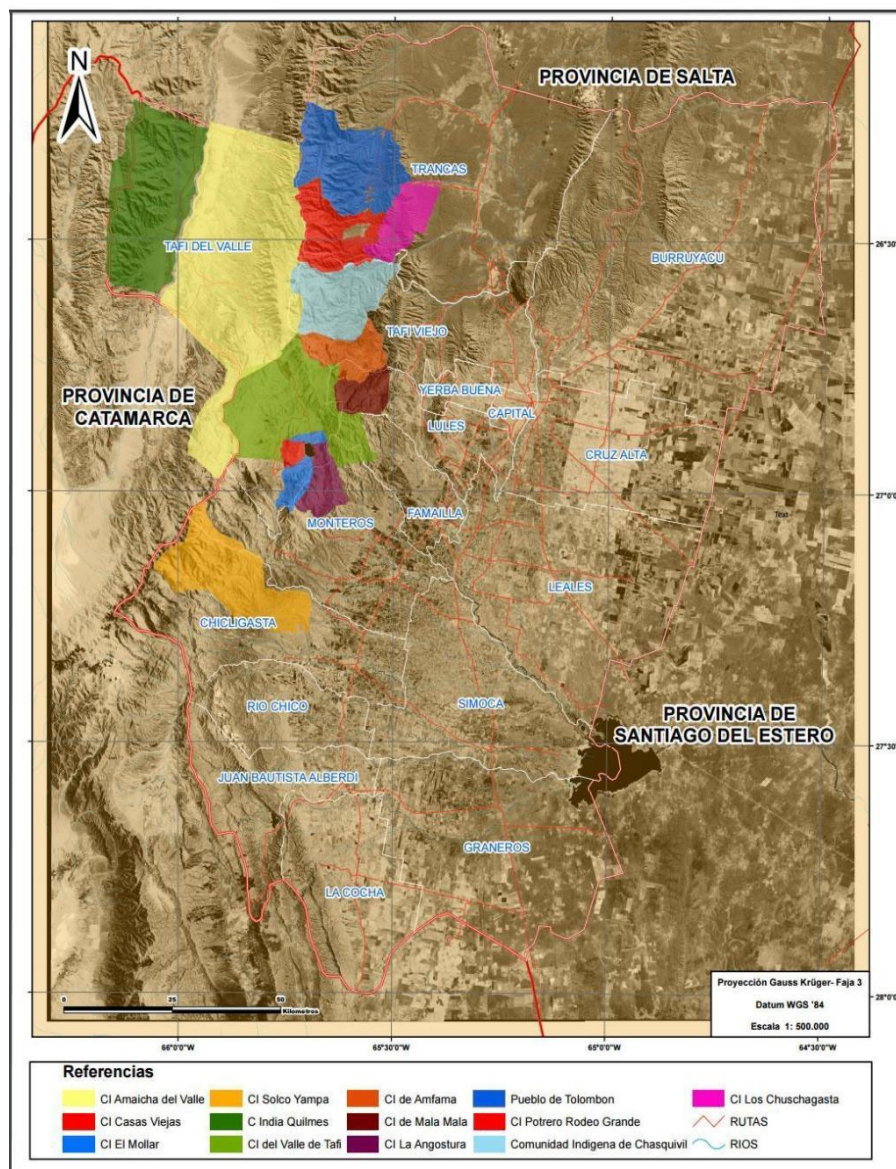 N
PROVINCIA DE SALTA
TRANCAS
TAFI DEL VALLE
26°30
BURRUYACU
TAFI VIEJO
PROVINCIA DE
CATAMARCA
YERBA BUENA
CAPITAL
LULES
CRUZ ALTA
27°0'0
FAMAILLA
MONTEROS
Text
LEALES
CHICLIGASTA
RIO CHICO
SIMOCA
PROVINCIA DE
SANTIAGO DEL ESTERO
27°30
JUAN BAUTISTA ALBERDI
GRANEROS
LA COCHA
Proyección Gauss Krüger- Faja 3
Datum WGS '84
Escala 1: 500.000
28°0'0
0 25 50
Kilometros
66°0'0"W 65°30'0"W 65°0'0"W 64°30'0"W
Referencias
CI Amaicha del Valle CI Solco Yampa CI de Amfama Pueblo de Tolombon CI Los Chuschagasta
CI Casas Viejas C India Quilmes CI de Mala Mala CI Potrero Rodeo Grande RUTAS
CI El Mollar CI del Valle de Tafi CI La Angostura Comunidad Indigena de Chasquivil RIOS